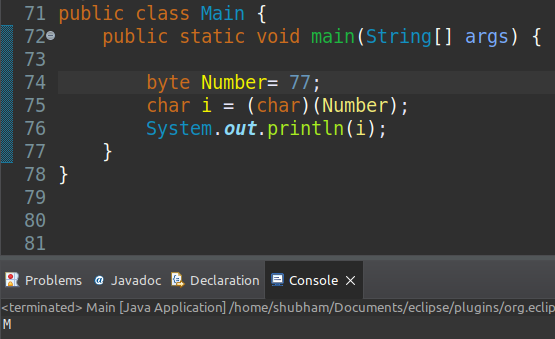 71 public class Main {
72 public static void main(String[] args) {
73
74 byte Number= 77;
75 char i = (char)(Number);
76 System.out.println(i);
77 }
78 }
79
80
81
Problems @ Javadoc Declaration Console
<terminated> Main [Java Application] /home/shubham/Documents/eclipse/plugins/org.eclip
M